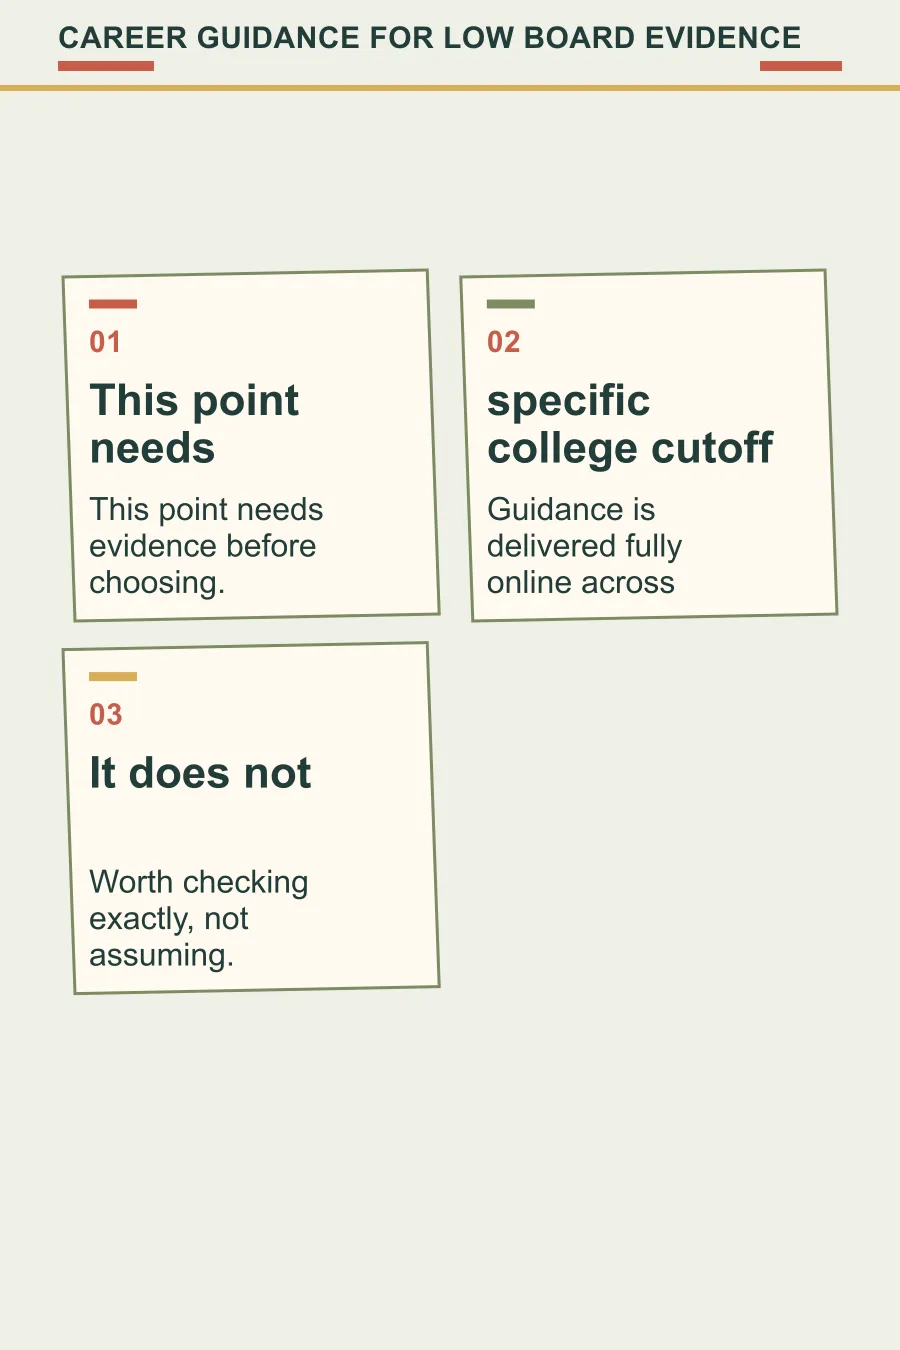 CAREER GUIDANCE FOR LOW BOARD EVIDENCE
01
This point
needs
This point needs
evidence before
choosing.
02
specific
college cutoff
Guidance is
delivered fully
online across
03
It does not
Worth checking
exactly, not
assuming.